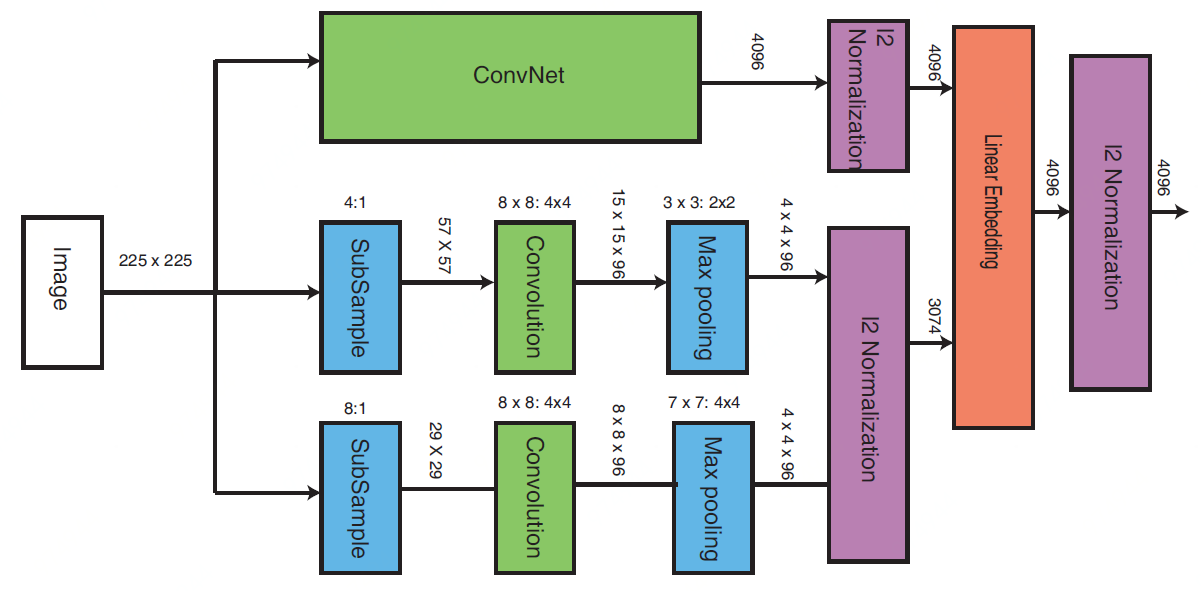 ConvNet
4096
l2
Normalization
4096
Linear Embedding
4096
l2 Normalization
4096
Image
225 x 225
4:1
SubSample
57 X 57
8 x 8: 4x4
Convolution
15 x 15 x 96
3 x 3: 2x2
Max pooling
4 x 4 x 96
l2 Normalization
3074
8:1
SubSample
29 X 29
8 x 8: 4x4
Convolution
8 x 8 x 96
7 x 7: 4x4
Max pooling
4 x 4 x 96